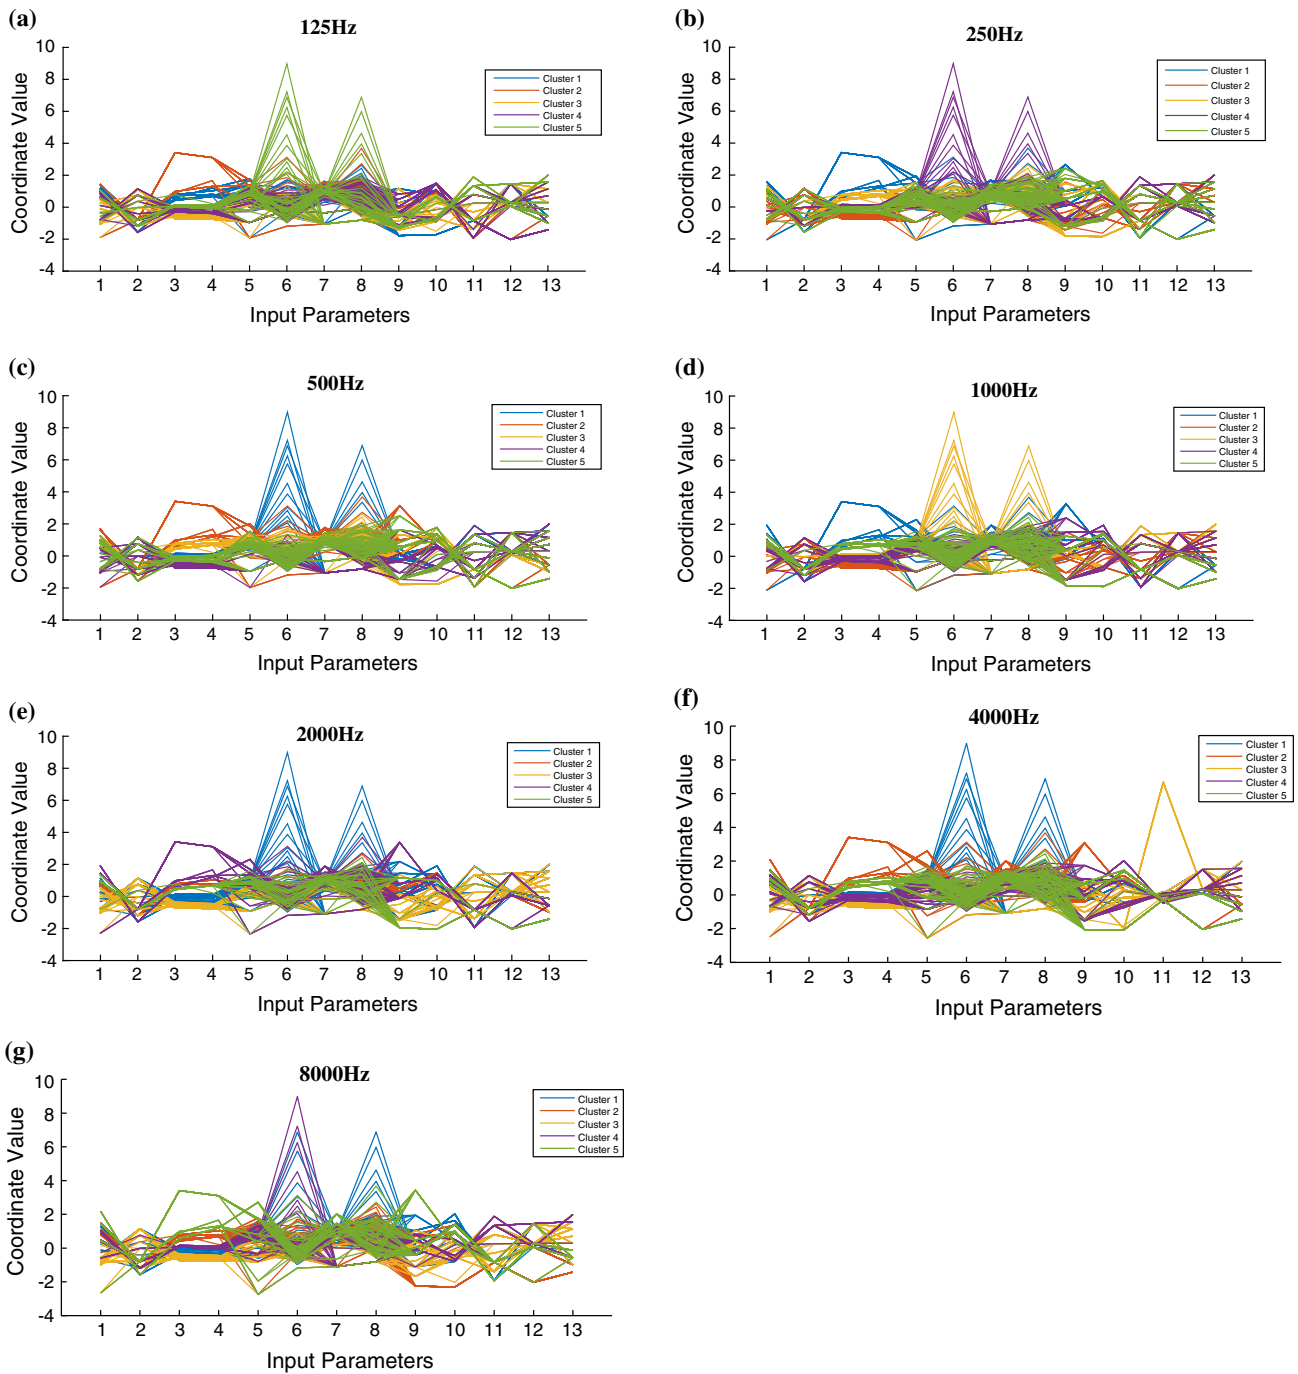 (a)
125Hz
10
8
6
4
2
0
-2
-4
Coordinate Value
Cluster 1
Cluster 2
Cluster 3
Cluster 4
Cluster 5
1 2 3 4 5 6 7 8 9 10 11 12 13
Input Parameters
(b)
250Hz
10
8
6
4
2
0
-2
-4
Coordinate Value
Cluster 1
Cluster 2
Cluster 3
Cluster 4
Cluster 5
1 2 3 4 5 6 7 8 9 10 11 12 13
Input Parameters
(c)
500Hz
10
8
6
4
2
0
-2
-4
Coordinate Value
Cluster 1
Cluster 2
Cluster 3
Cluster 4
Cluster 5
1 2 3 4 5 6 7 8 9 10 11 12 13
Input Parameters
(d)
1000Hz
10
8
6
4
2
0
-2
-4
Coordinate Value
Cluster 1
Cluster 2
Cluster 3
Cluster 4
Cluster 5
1 2 3 4 5 6 7 8 9 10 11 12 13
Input Parameters
(e)
2000Hz
10
8
6
4
2
0
-2
-4
Coordinate Value
Cluster 1
Cluster 2
Cluster 3
Cluster 4
Cluster 5
1 2 3 4 5 6 7 8 9 10 11 12 13
Input Parameters
(f)
4000Hz
10
8
6
4
2
0
-2
-4
Coordinate Value
Cluster 1
Cluster 2
Cluster 3
Cluster 4
Cluster 5
1 2 3 4 5 6 7 8 9 10 11 12 13
Input Parameters
(g)
8000Hz
10
8
6
4
2
0
-2
-4
Coordinate Value
Cluster 1
Cluster 2
Cluster 3
Cluster 4
Cluster 5
1 2 3 4 5 6 7 8 9 10 11 12 13
Input Parameters